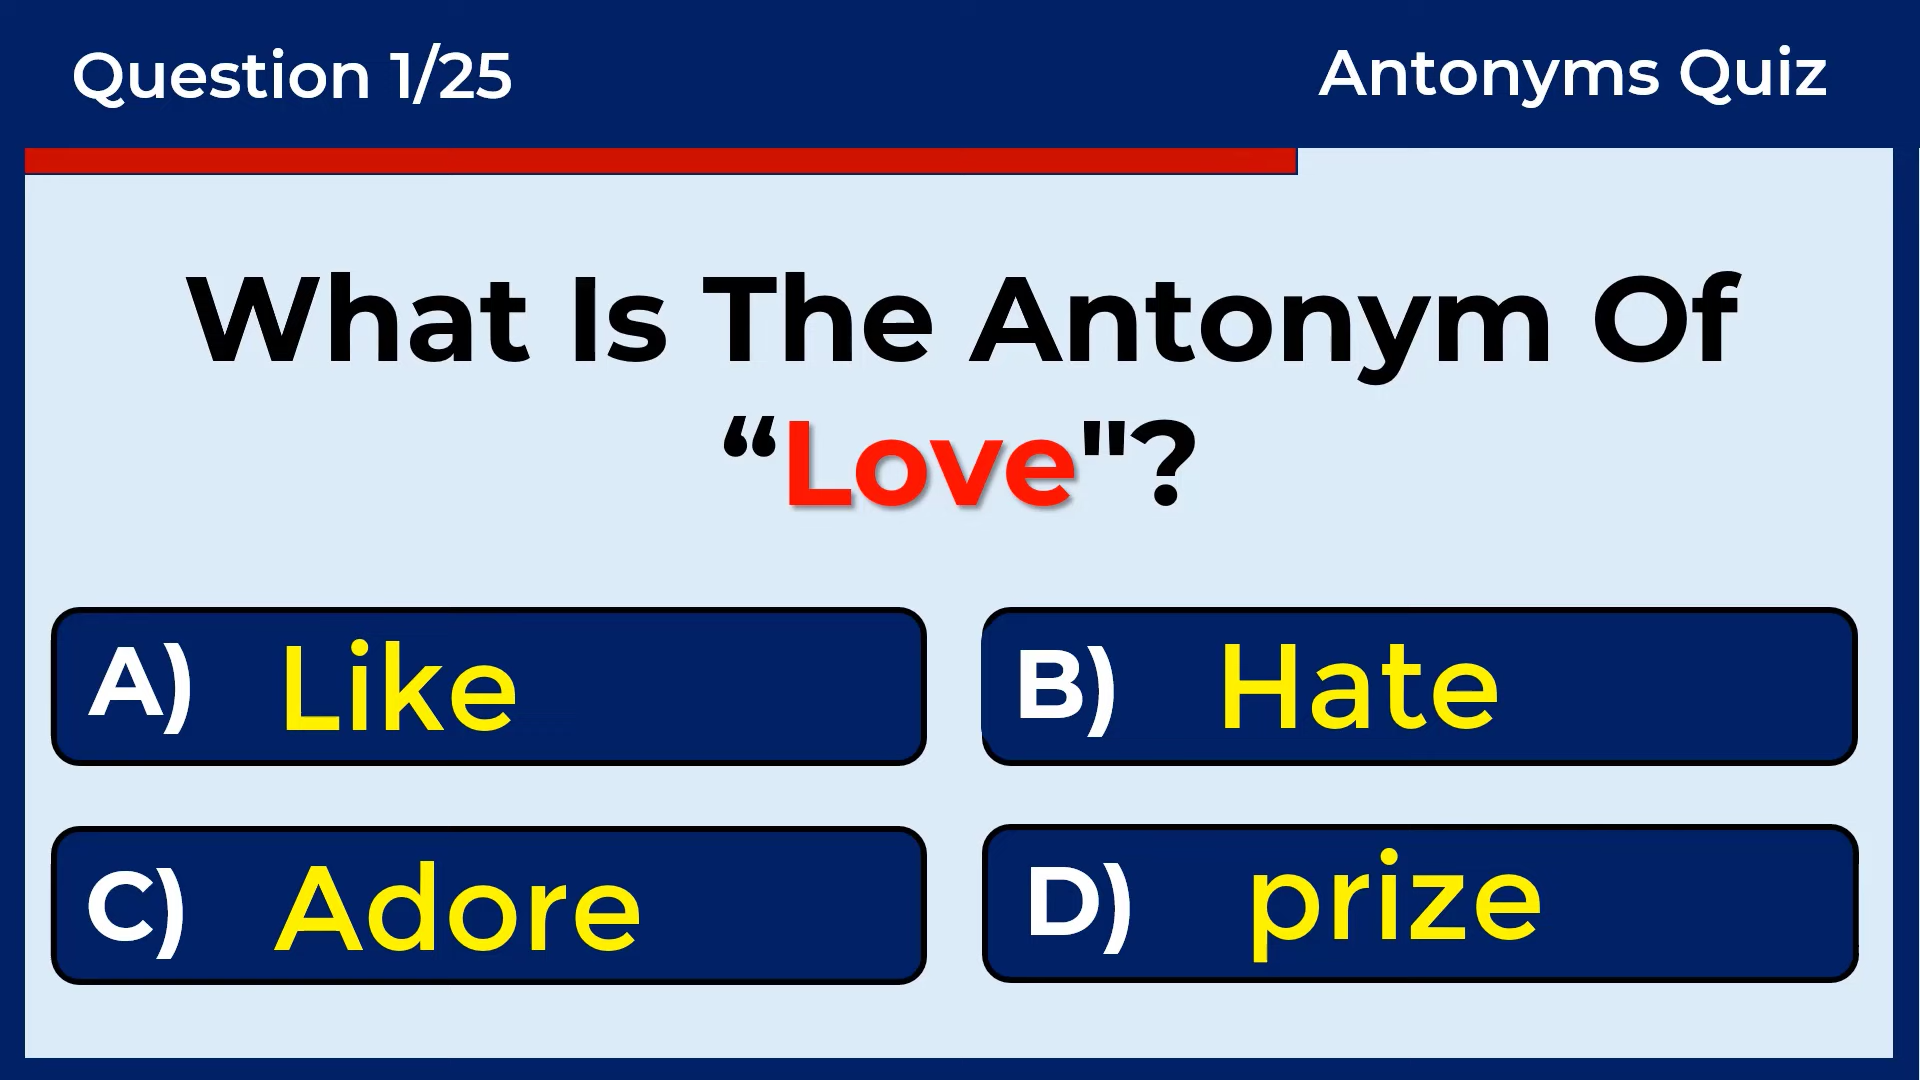 Question 1/25
Antonyms Quiz
What Is The Antonym Of
“Love"?
A) Like
B) Hate
C) Adore
D) prize